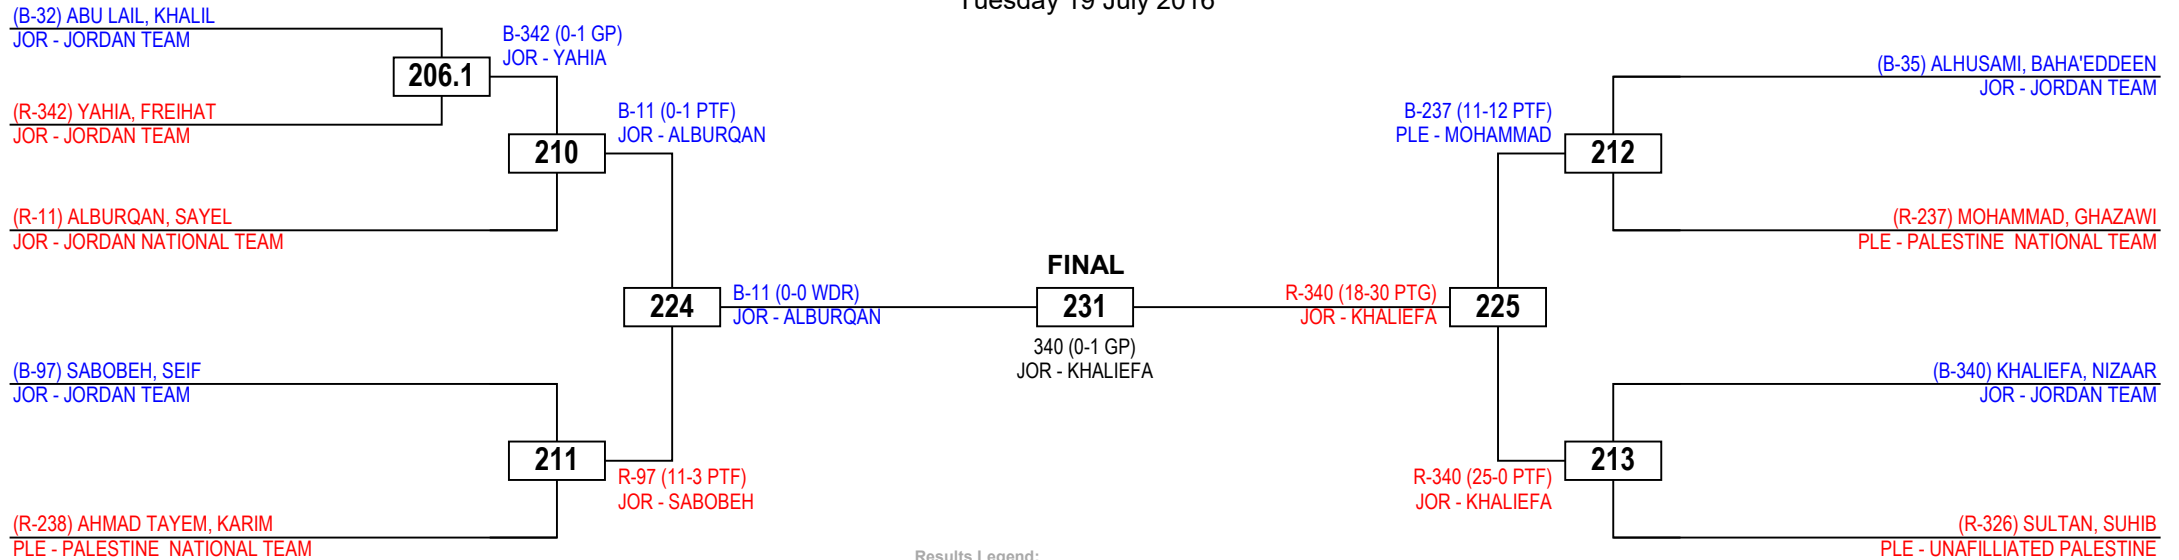 Tuesday 19 July 2016
(B-32) ABU LAIL, KHALIL
JOR - JORDAN TEAM
206.1
(R-342) YAHIA, FREIHAT
JOR - JORDAN TEAM
B-342 (0-1 GP)
JOR - YAHIA
210
(R-11) ALBURQAN, SAYEL
JOR - JORDAN NATIONAL TEAM
B-11 (0-1 PTF)
JOR - ALBURQAN
224
(B-97) SABOBEH, SEIF
JOR - JORDAN TEAM
211
(R-238) AHMAD TAYEM, KARIM
PLE - PALESTINE NATIONAL TEAM
R-97 (11-3 PTF)
JOR - SABOBEH
B-11 (0-0 WDR)
JOR - ALBURQAN
FINAL
231
340 (0-1 GP)
JOR - KHALIEFA
R-340 (18-30 PTG)
JOR - KHALIEFA
225
B-237 (11-12 PTF)
PLE - MOHAMMAD
212
(B-35) ALHUSAMI, BAHA'EDDEEN
JOR - JORDAN TEAM
(R-237) MOHAMMAD, GHAZAWI
PLE - PALESTINE NATIONAL TEAM
R-340 (25-0 PTF)
JOR - KHALIEFA
213
(B-340) KHALIEFA, NIZAAR
JOR - JORDAN TEAM
(R-326) SULTAN, SUHIB
PLE - UNAFILLIATED PALESTINE
Results Legend: